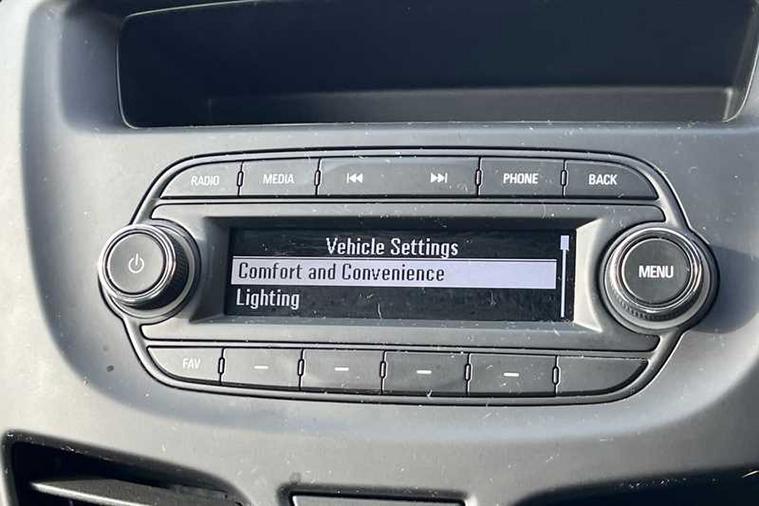 RADIO
MEDIA
PHONE
BACK
Vehicle Settings
Comfort and Convenience
Lighting
MENU
FAV